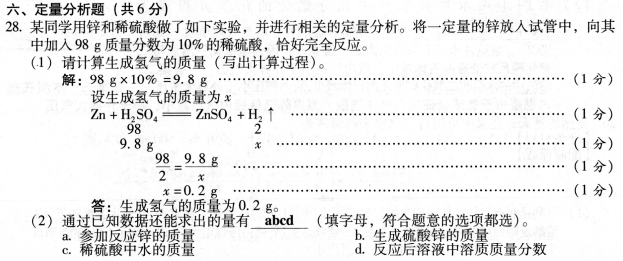 六、定量分析题（共6分）
28. 某同学用锌和稀硫酸做了如下实验，并进行相关的定量分析。将一定量的锌放入试管中，向其
中加入98 g质量分数为10%的稀硫酸，恰好完全反应。
(1) 请计算生成氢气的质量（写出计算过程）。
解：98 g×10%=9.8 g ……………………（1分）
设生成氢气的质量为x
Zn + H₂SO₄ ═══ ZnSO₄ + H₂↑ ……………………（1分）
98 2
9.8 g x ……………………（1分）
98/2 = 9.8 g/x ……………………（1分）
x=0.2 g ……………………（1分）
答：生成氢气的质量为0.2 g。
(2) 通过已知数据还能求出的量有 abcd （填字母，符合题意的选项都选）。
a. 参加反应锌的质量 b. 生成硫酸锌的质量
c. 稀硫酸中水的质量 d. 反应后溶液中溶质质量分数